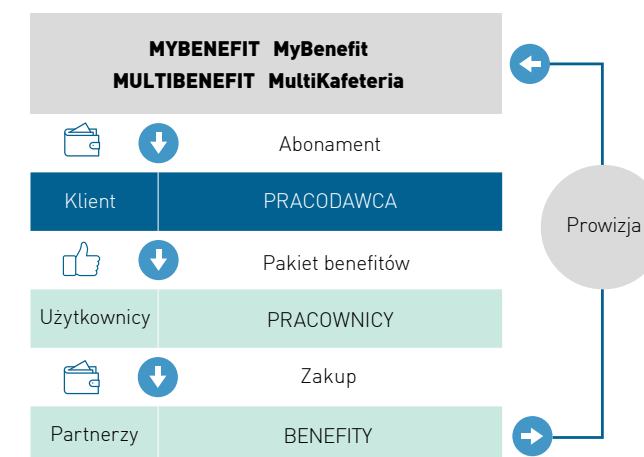 MYBENEFIT MyBenefit
MULTIBENEFIT MultiKafeteria
Abonament
Klient PRACODAWCA
Prowizja
Pakiet benefitów
Użytkownicy PRACOWNICY
Zakup
Partnerzy BENEFITY